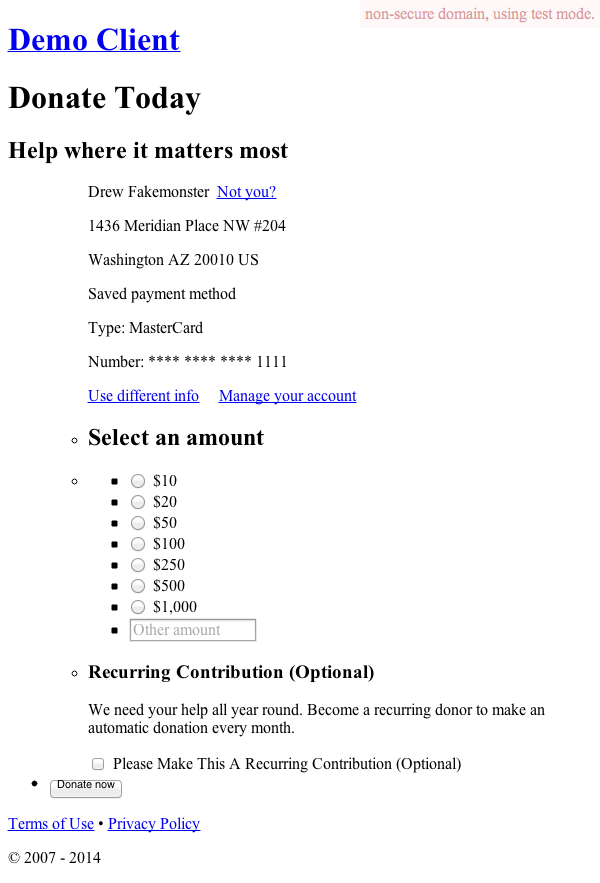 non-secure domain, using test mode.
Demo Client
Donate Today
Help where it matters most
Drew Fakemonster Not you?
1436 Meridian Place NW #204
Washington AZ 20010 US
Saved payment method
Type: MasterCard
Number: **** **** **** 1111
Use different info Manage your account
Select an amount
$10
$20
$50
$100
$250
$500
$1,000
Other amount
Recurring Contribution (Optional)
We need your help all year round. Become a recurring donor to make an
automatic donation every month.
Please Make This A Recurring Contribution (Optional)
Donate now
Terms of Use • Privacy Policy
© 2007 - 2014